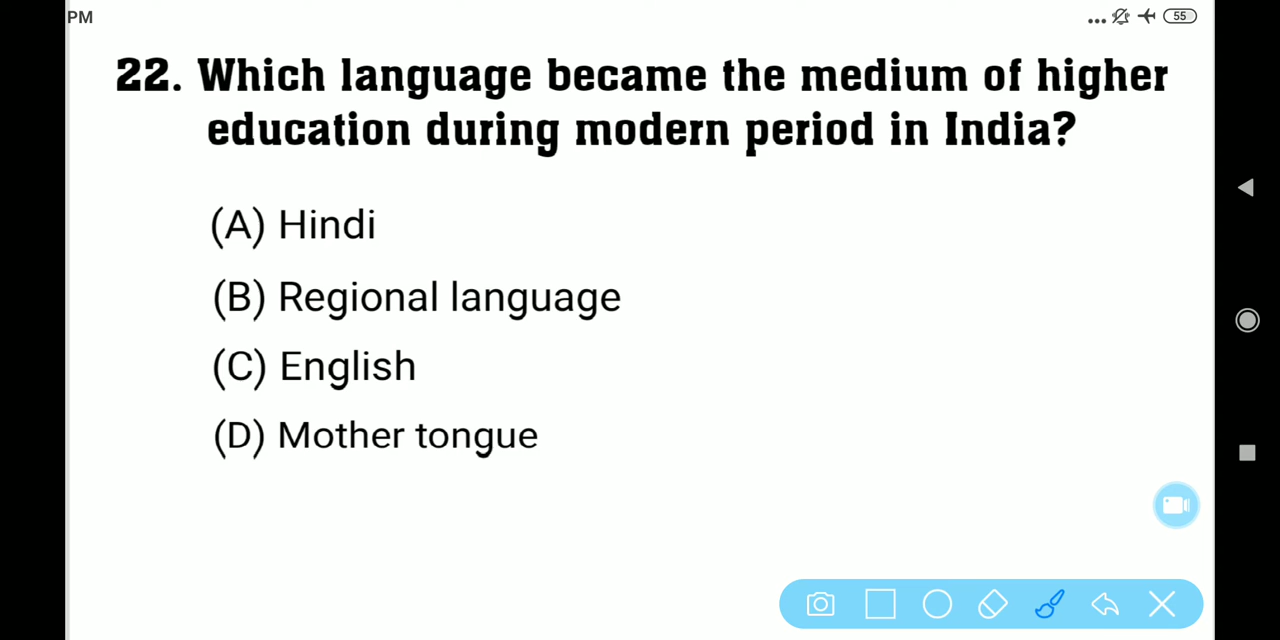 PM
55
22. Which language became the medium of higher
education during modern period in India?
(A) Hindi
(B) Regional language
(C) English
(D) Mother tongue